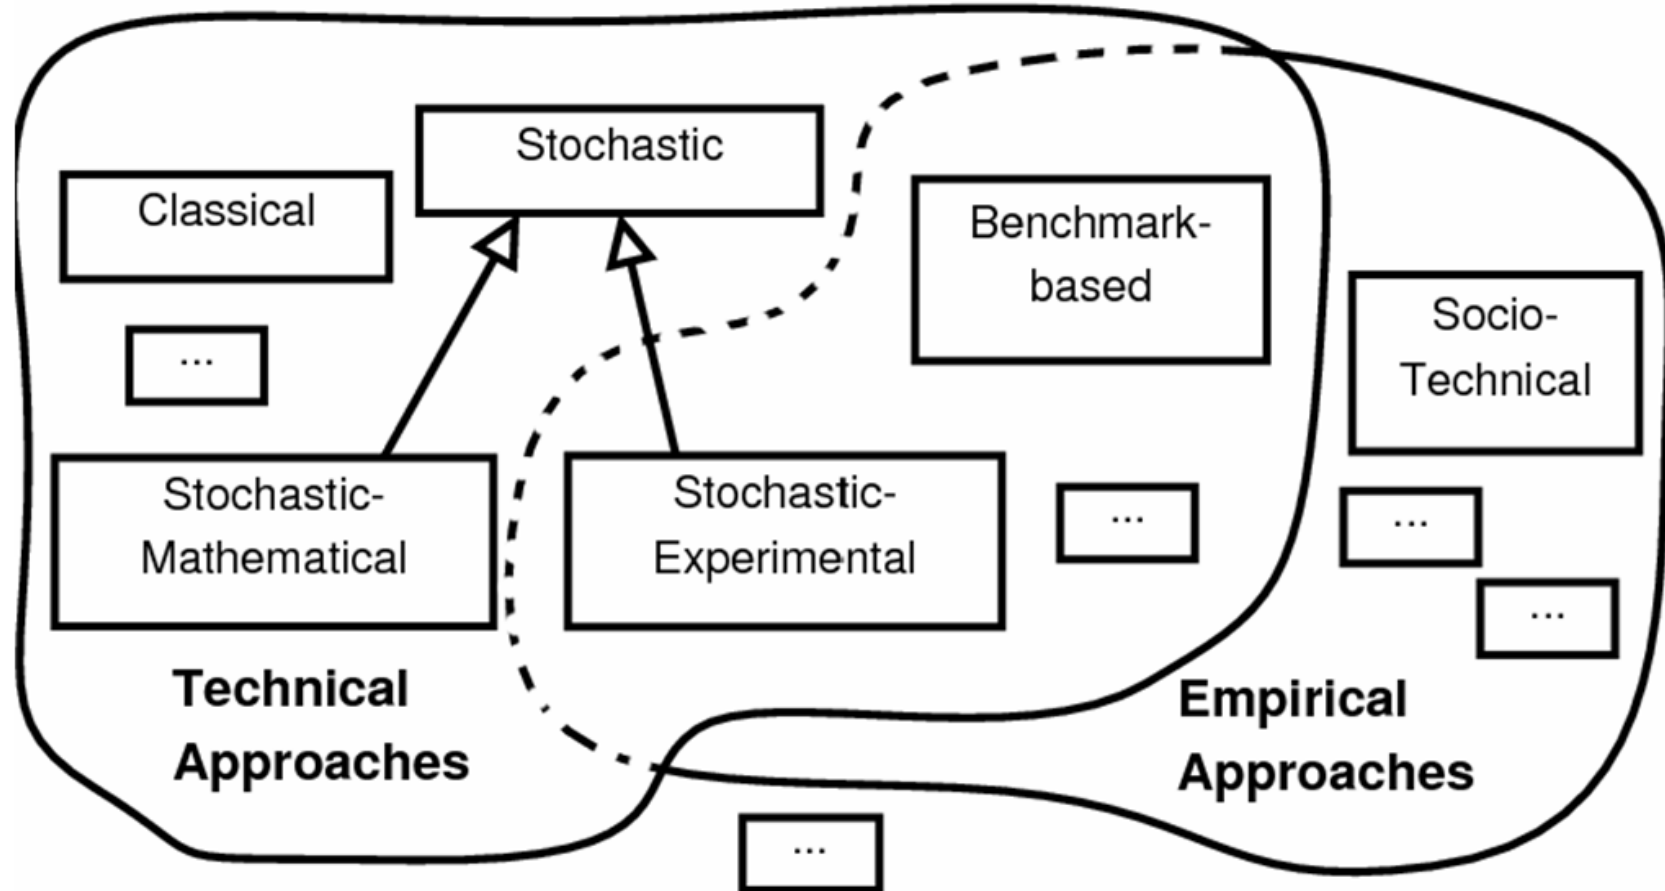 Stochastic
Classical
Benchmark-
based
Socio-
Technical
...
Stochastic-
Mathematical
Stochastic-
Experimental
...
...
...
Technical
Approaches
Empirical
Approaches
...